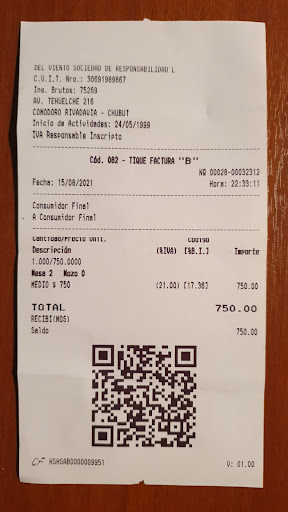 DEL VIENTO SOCIEDAD DE RESPONSABILIDAD L
C.U.I.T. Nro.: 30691989867
Ing. Brutos: 75269
AV. TEHUELCHE 216
COMODORO RIVADAVIA - CHUBUT
Inicio de Actividades: 24/05/1999
IVA Responsable Inscripto
Cód. 082 - TIQUE FACTURA "B"
Nº 00028-00032312
Fecha: 15/08/2021 Hora: 22:33:11
Consumidor Final
A Consumidor Final
Cantidad/Precio Unit. Código
Descripción (%IVA) [%B.I.] Importe
1.000/750.0000
Mesa 2 Mozo 0
MEDIO $ 750 (21.00) [17.36] 750.00
TOTAL 750.00
RECIBI(MOS)
Saldo 750.00
CF HSHSAB0000009951 V: 01.00